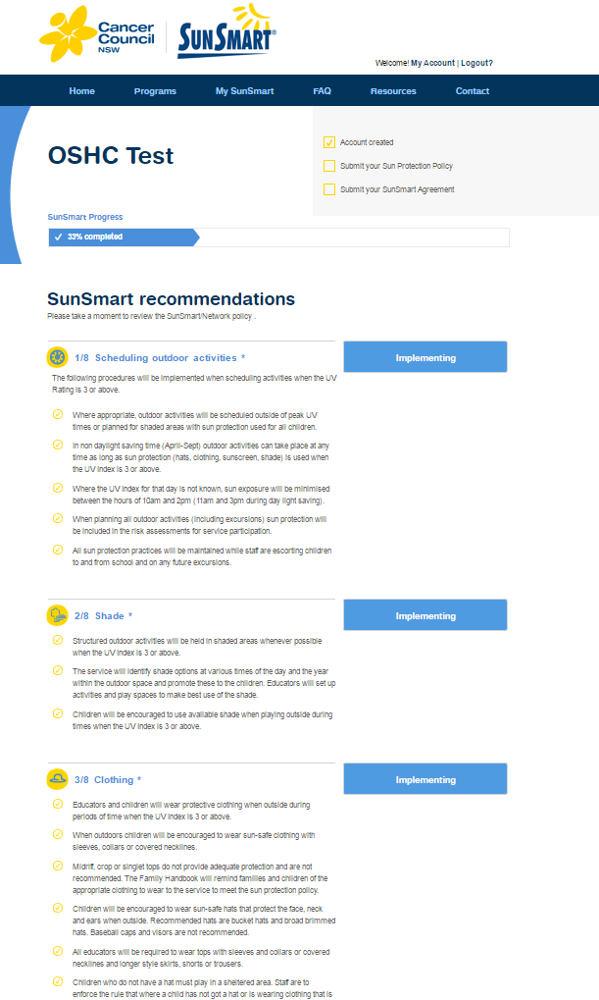 Cancer
Council
NSW
SUNSMART®
Welcome! My Account | Logout?
Home Programs My SunSmart FAQ Resources Contact
OSHC Test
Account created
Submit your Sun Protection Policy
Submit your SunSmart Agreement
SunSmart Progress
33% completed
SunSmart recommendations
Please take a moment to review the SunSmart/Network policy .
1/8 Scheduling outdoor activities *
Implementing
The following procedures will be implemented when scheduling activities when the UV
Rating is 3 or above.
Where appropriate, outdoor activities will be scheduled outside of peak UV
times or planned for shaded areas with sun protection used for all children.
In non daylight saving time (April-Sept) outdoor activities can take place at any
time as long as sun protection (hats, clothing, sunscreen, shade) is used when
the UV Index is 3 or above.
Where the UV Index for that day is not known, sun exposure will be minimised
between the hours of 10am and 2pm (11am and 3pm during day light saving).
When planning all outdoor activities (including excursions) sun protection will
be included in the risk assessments for service participation.
All sun protection practices will be maintained while staff are escorting children
to and from school and on any future excursions.
2/8 Shade *
Implementing
Structured outdoor activities will be held in shaded areas whenever possible
when the UV Index is 3 or above.
The service will identify shade options at various times of the day and the year
within the outdoor space and promote these to the children. Educators will set up
activities and play spaces to make best use of the shade.
Children will be encouraged to use available shade when playing outside during
times when the UV Index is 3 or above.
3/8 Clothing *
Implementing
Educators and children will wear protective clothing when outside during
periods of time when the UV Index is 3 or above.
When outdoors children will be encouraged to wear sun-safe clothing with
sleeves, collars or covered necklines.
Midriff, crop or singlet tops do not provide adequate protection and are not
recommended. The Family Handbook will remind families and children of the
appropriate clothing to wear to the service to meet the sun protection policy.
Children will be encouraged to wear sun-safe hats that protect the face, neck
and ears when outside. Recommended hats are bucket hats and broad brimmed
hats. Baseball caps and visors are not recommended.
All educators will be required to wear tops with sleeves and collars or covered
necklines and longer style skirts, shorts or trousers.
Children who do not have a hat must play in a sheltered area. Staff are to
enforce the rule that where a child has not got a hat or is wearing clothing that is